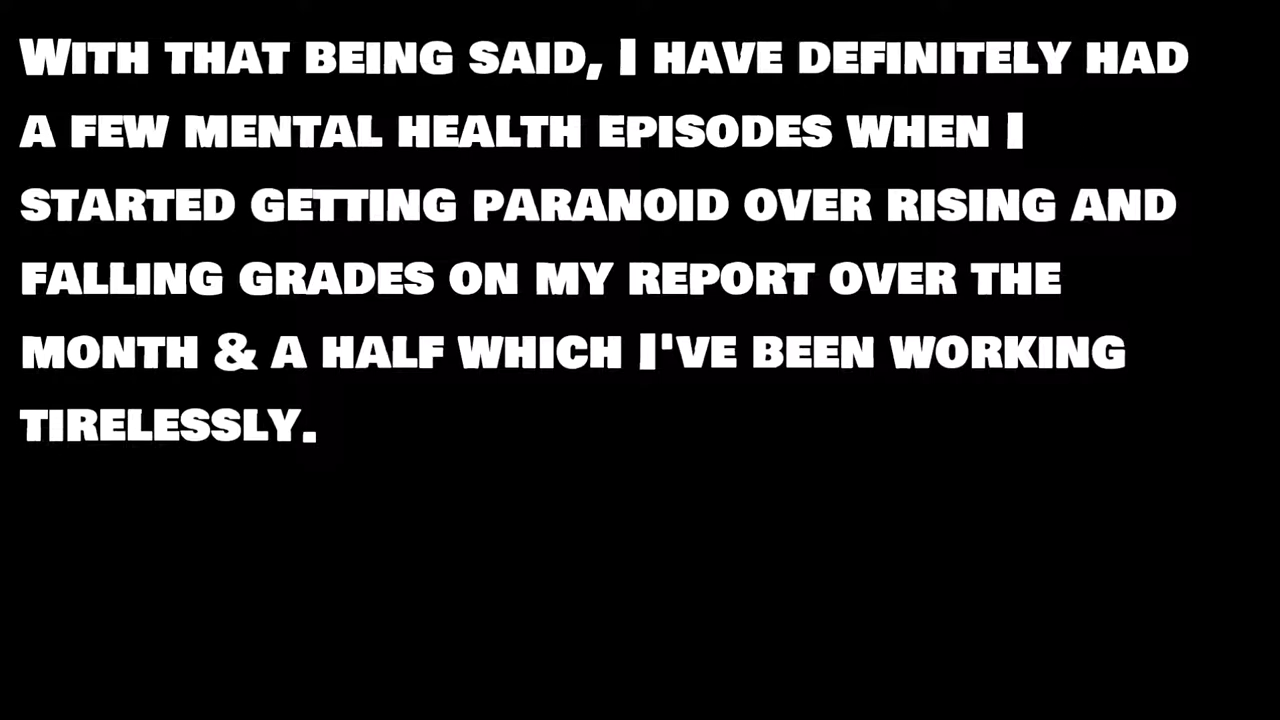 With that being said, I have definitely had
a few mental health episodes when I
started getting paranoid over rising and
falling grades on my report over the
month & a half which I've been working
tirelessly.